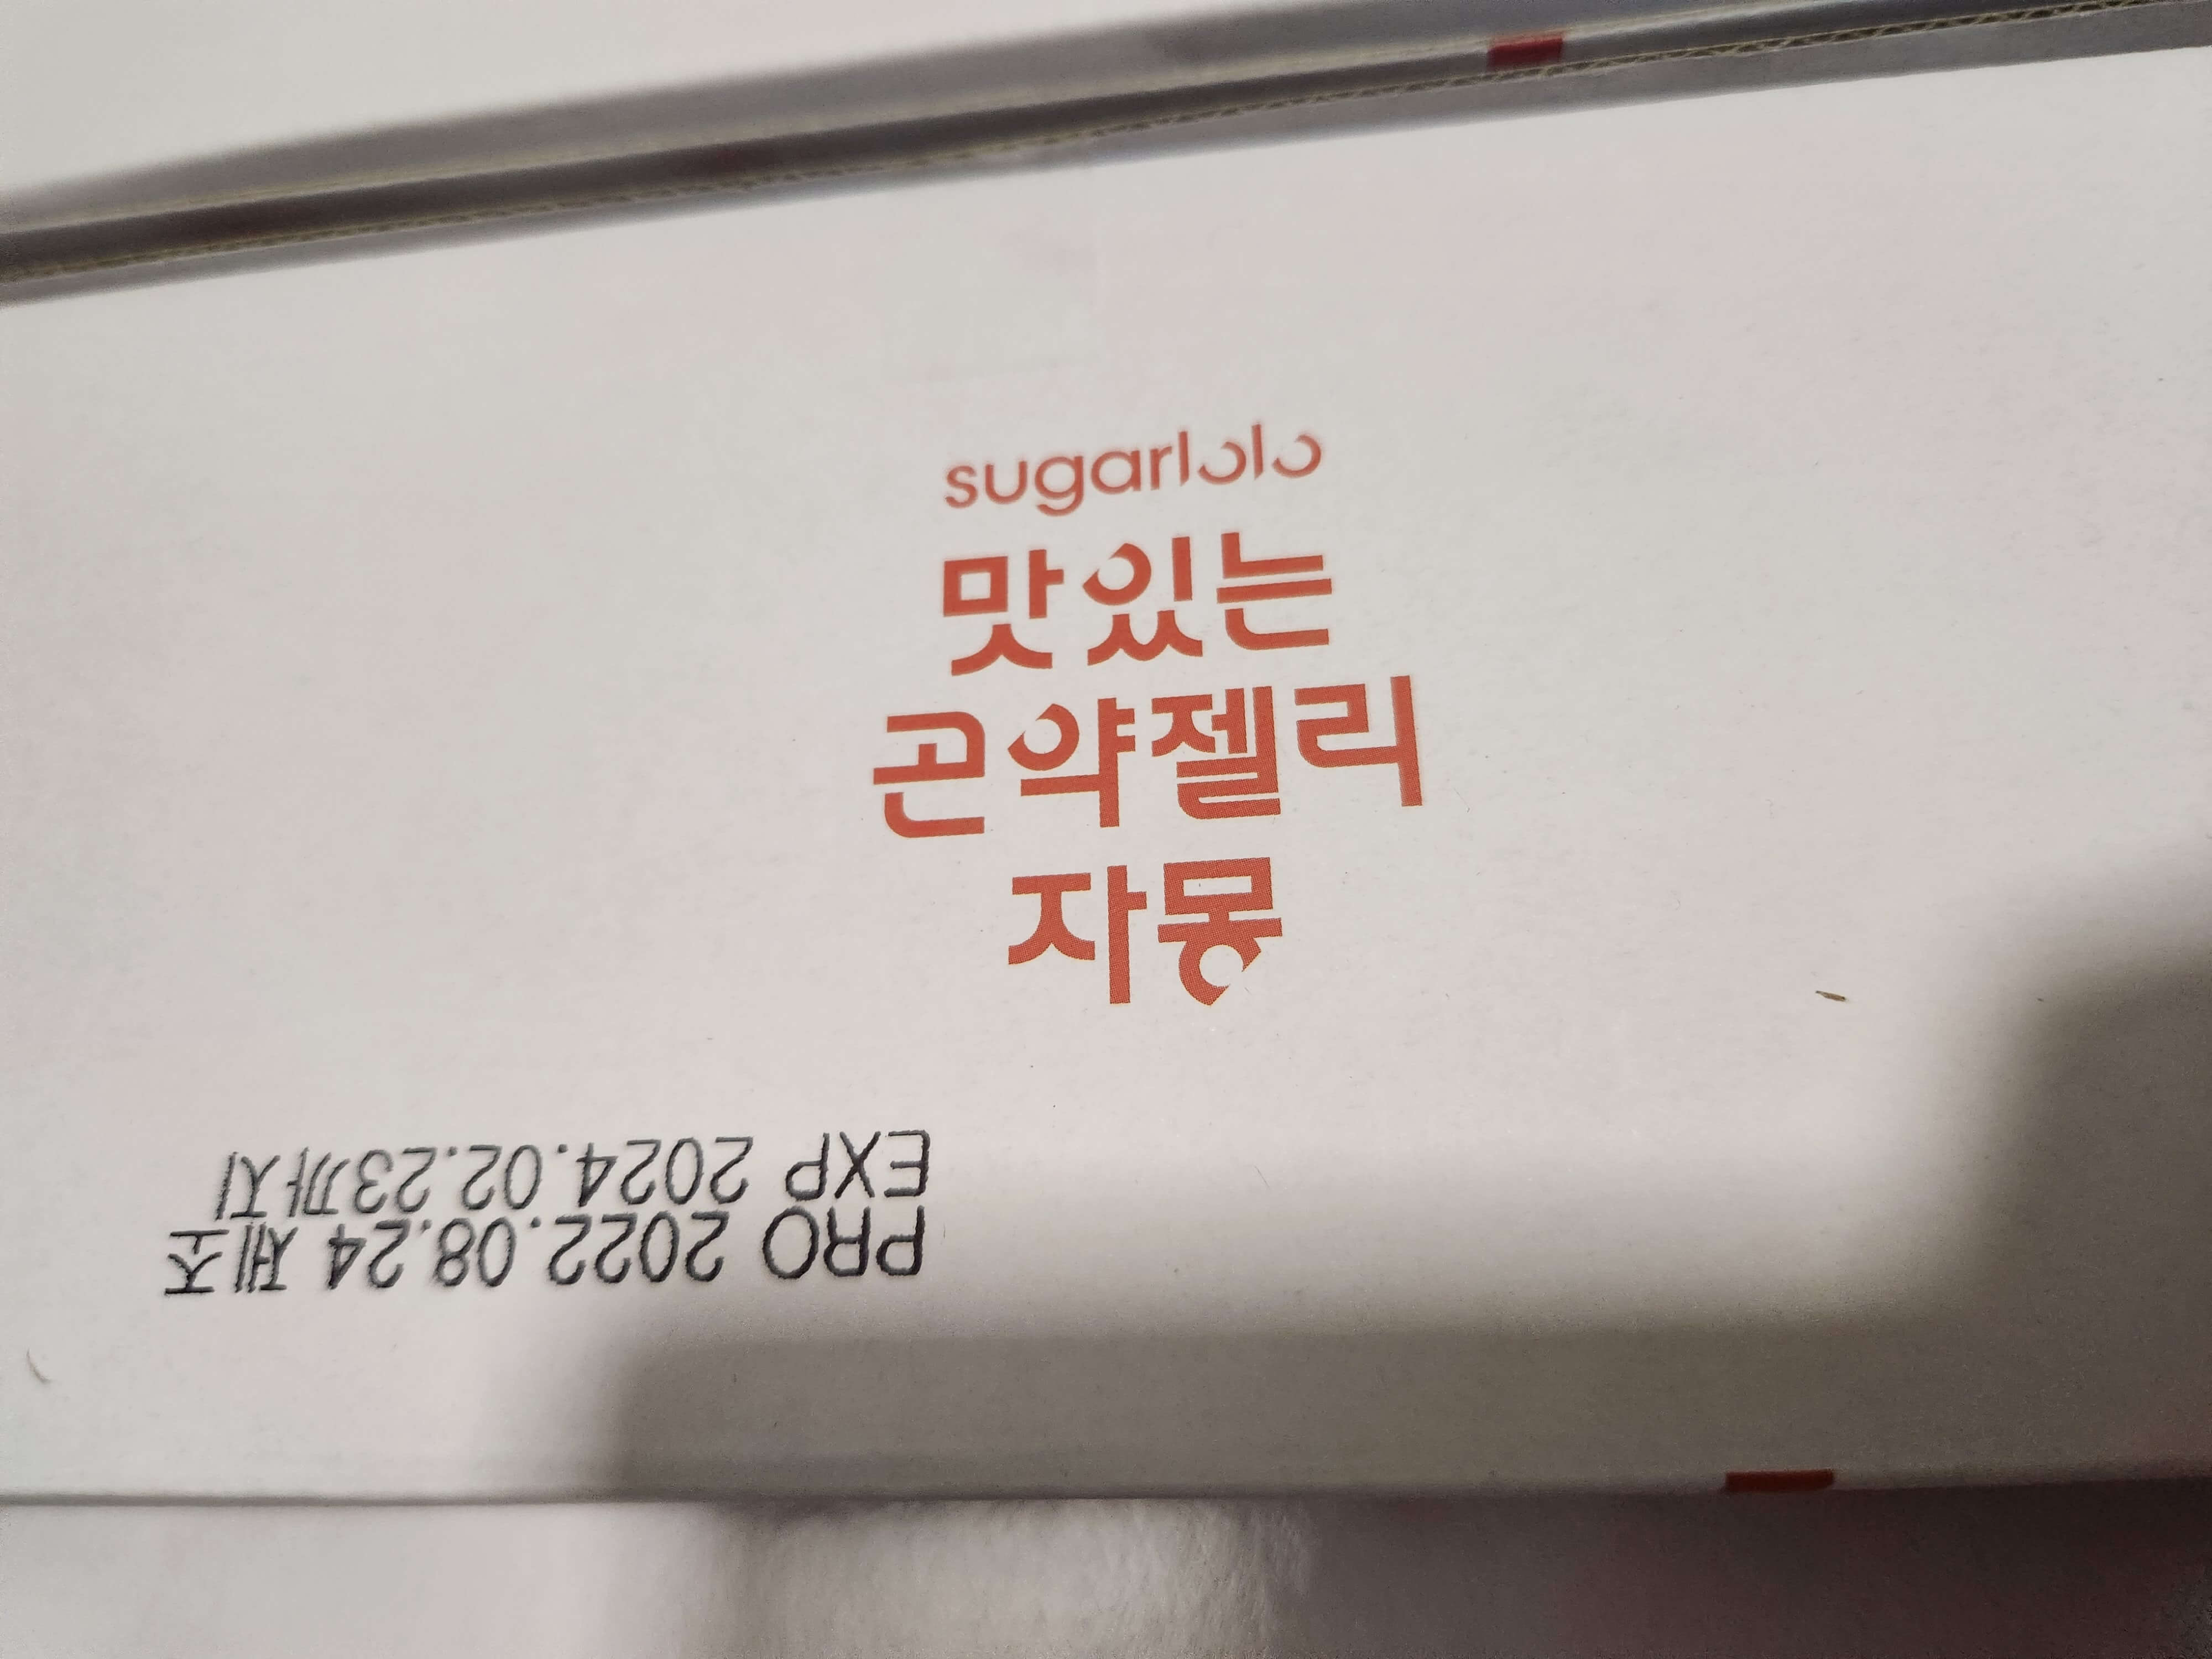 sugarlolo
맛있는
곤약젤리
자몽
PRO 2022.08.24 제조
EXP 2024.02.23까지